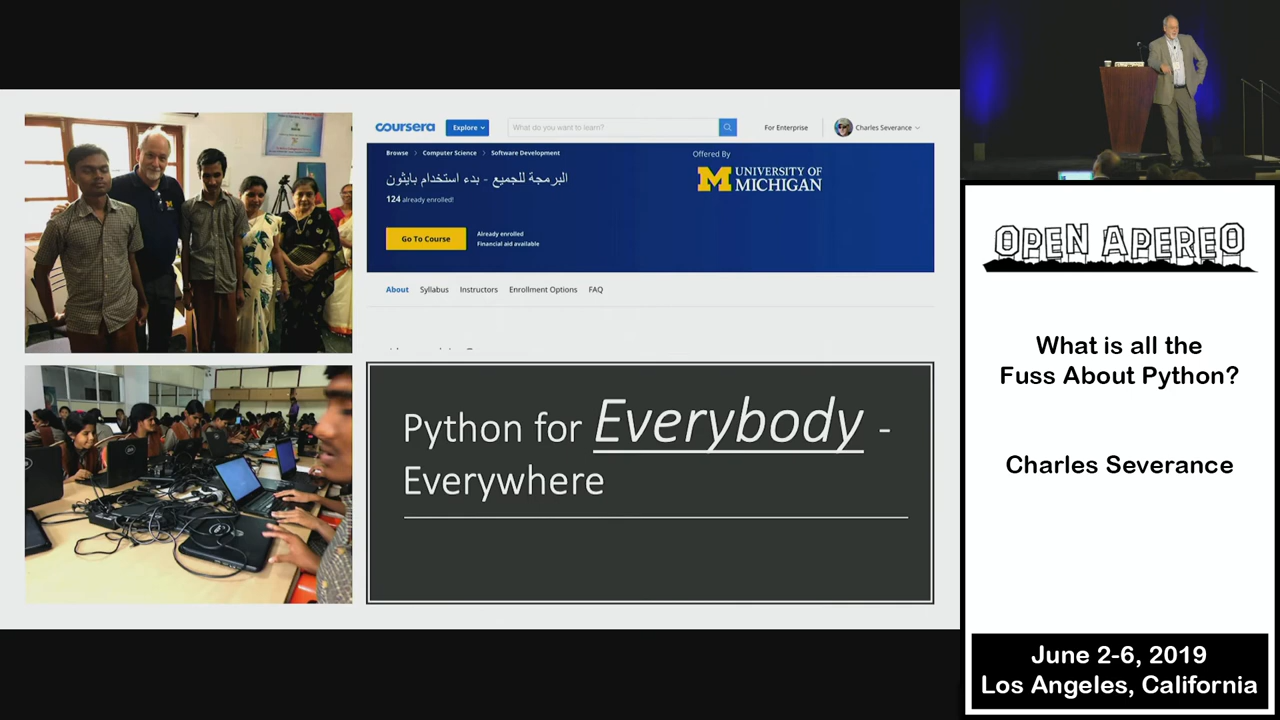 coursera
Explore
What do you want to learn?
For Enterprise
Charles Severance
Browse > Computer Science > Software Development
البرمجة للجميع - بدء استخدام بايثون
124 already enrolled!
Go To Course
Already enrolled
Financial aid available
Offered By
M UNIVERSITY OF
MICHIGAN
About Syllabus Instructors Enrollment Options FAQ
Python for Everybody -
Everywhere
OPEN APEREO
What is all the
Fuss About Python?
Charles Severance
June 2-6, 2019
Los Angeles, California